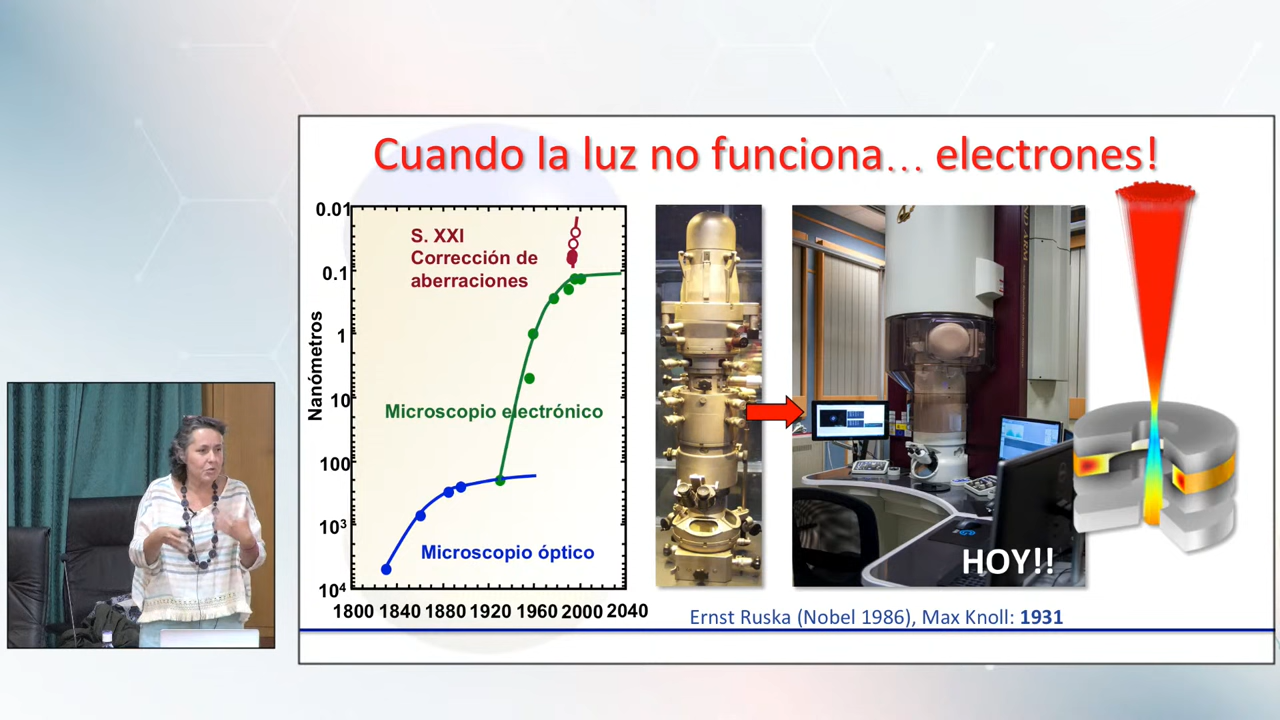 Cuando la luz no funciona... electrones!
0.01
0.1
1
10
100
10³
10⁴
Nanómetros
S. XXI
Corrección de
aberraciones
Microscopio electrónico
Microscopio óptico
1800 1840 1880 1920 1960 2000 2040
HOY!!
Ernst Ruska (Nobel 1986), Max Knoll: 1931